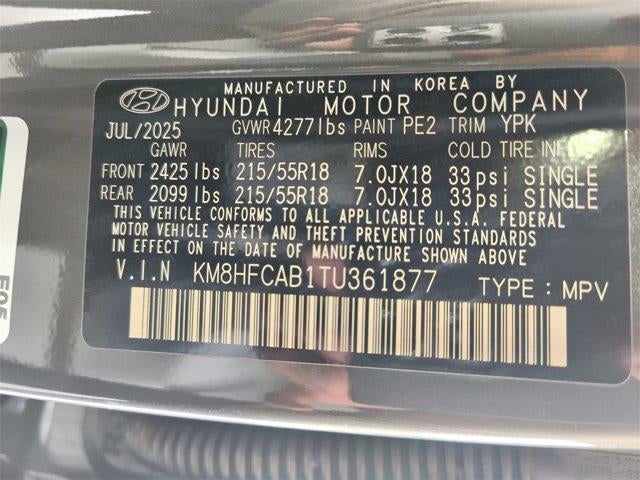 MANUFACTURED IN KOREA BY
HYUNDAI MOTOR COMPANY
JUL/2025 GVWR 4277 lbs PAINT PE2 TRIM YPK
GAWR TIRES RIMS COLD TIRE INFL
FRONT 2425 lbs 215/55R18 7.0JX18 33psi SINGLE
REAR 2099 lbs 215/55R18 7.0JX18 33psi SINGLE
THIS VEHICLE CONFORMS TO ALL APPLICABLE U.S.A. FEDERAL
MOTOR VEHICLE SAFETY AND THEFT PREVENTION STANDARDS
IN EFFECT ON THE DATE OF MANUFACTURE SHOWN ABOVE
V.I.N KM8HFCAB1TU361877 TYPE : MPV